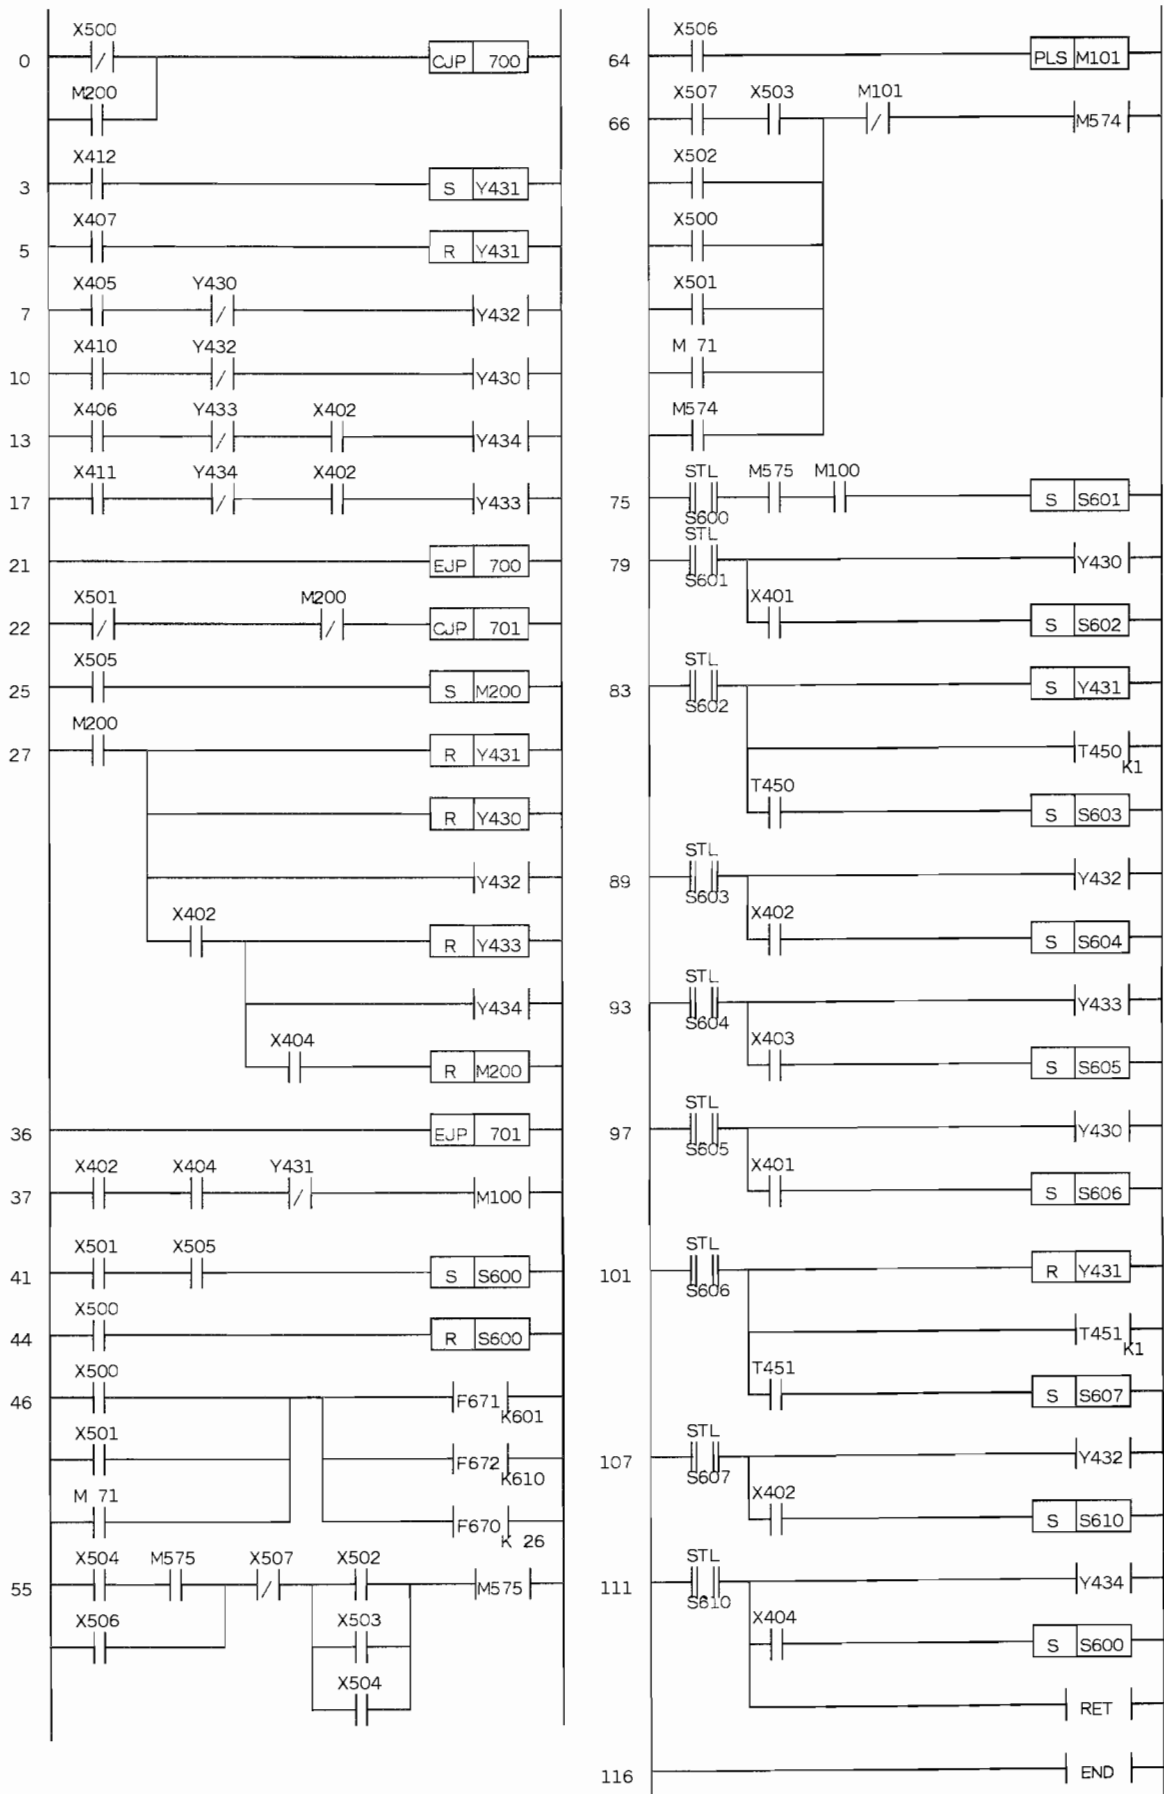 X500
0 CJP 700
M200
X412
3 S Y431
X407
5 R Y431
X405 Y430
7 Y432
X410 Y432
10 Y430
X406 Y433 X402
13 Y434
X411 Y434 X402
17 Y433
21 EJP 700
X501 M200
22 CJP 701
X505
25 S M200
M200
27 R Y431
R Y430
Y432
X402
R Y433
Y434
X404
R M200
36 EJP 701
X402 X404 Y431
37 M100
X501 X505
41 S S600
X500
44 R S600
X500
46 F671
K601
X501
F672
K610
M 71
F670
K 26
X504 M575 X507 X502
55 M575
X506 X503
X504
X506
64 PLS M101
X507 X503 M101
66 M574
X502
X500
X501
M 71
M574
STL M575 M100
75 S S601
S600
STL
79 Y430
S601
X401
S S602
STL
83 S Y431
S602
T450
K1
T450
S S603
STL
89 Y432
S603
X402
S S604
STL
93 Y433
S604
X403
S S605
STL
97 Y430
S605
X401
S S606
STL
101 R Y431
S606
T451
K1
T451
S S607
STL
107 Y432
S607
X402
S S610
STL
111 Y434
S610
X404
S S600
RET
116 END